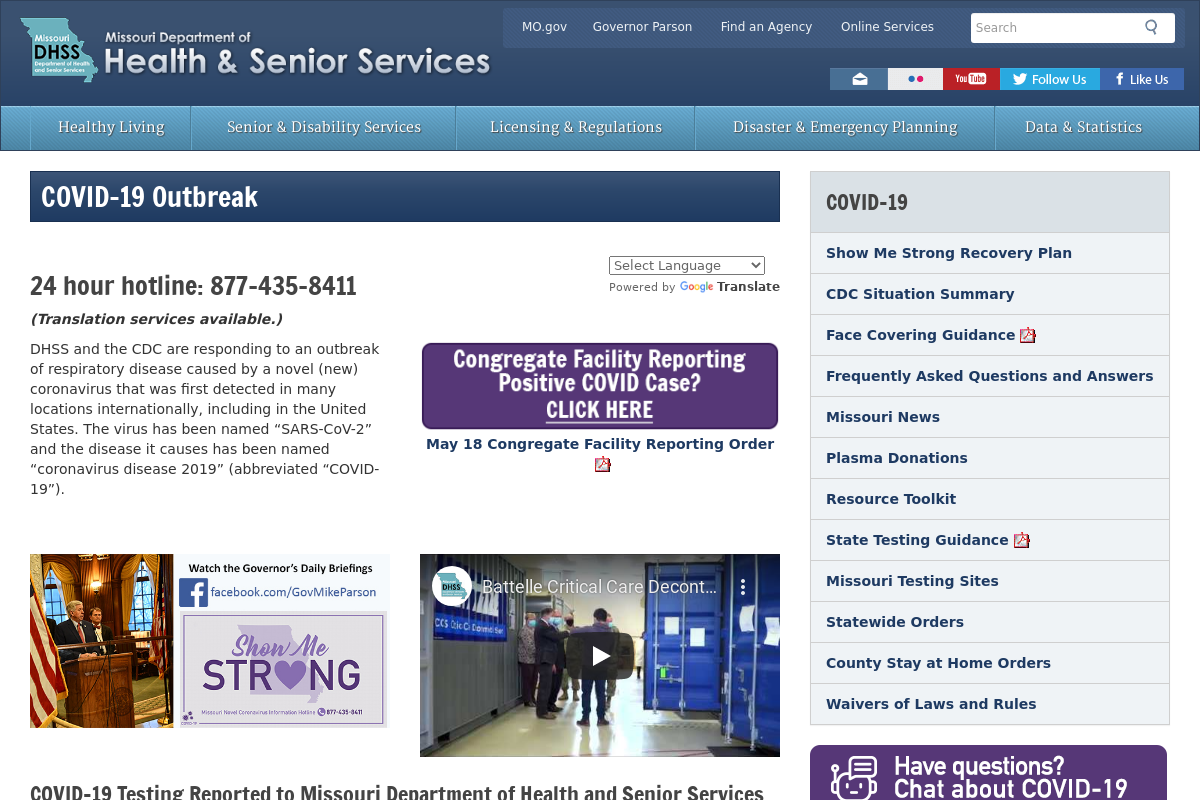 MO.gov
Governor Parson
Find an Agency
Online Services
Search
Missouri
DHSS
Department of Health
and Senior Services
Missouri Department of
Health & Senior Services
You Tube
Follow Us
Like Us
Healthy Living
Senior & Disability Services
Licensing & Regulations
Disaster & Emergency Planning
Data & Statistics
COVID-19 Outbreak
24 hour hotline: 877-435-8411
(Translation services available.)
Select Language
Powered by Google Translate
DHSS and the CDC are responding to an outbreak
of respiratory disease caused by a novel (new)
coronavirus that was first detected in many
locations internationally, including in the United
States. The virus has been named “SARS-CoV-2”
and the disease it causes has been named
“coronavirus disease 2019” (abbreviated “COVID-
19”).
Congregate Facility Reporting
Positive COVID Case?
CLICK HERE
May 18 Congregate Facility Reporting Order
Watch the Governor's Daily Briefings
facebook.com/GovMikeParson
Show Me
STRONG
Missouri Novel Coronavirus Information Hotline 877-435-8411
DHSS
Battelle Critical Care Decont...
COVID-19 Testing Reported to Missouri Department of Health and Senior Services
COVID-19
Show Me Strong Recovery Plan
CDC Situation Summary
Face Covering Guidance
Frequently Asked Questions and Answers
Missouri News
Plasma Donations
Resource Toolkit
State Testing Guidance
Missouri Testing Sites
Statewide Orders
County Stay at Home Orders
Waivers of Laws and Rules
Have questions?
Chat about COVID-19